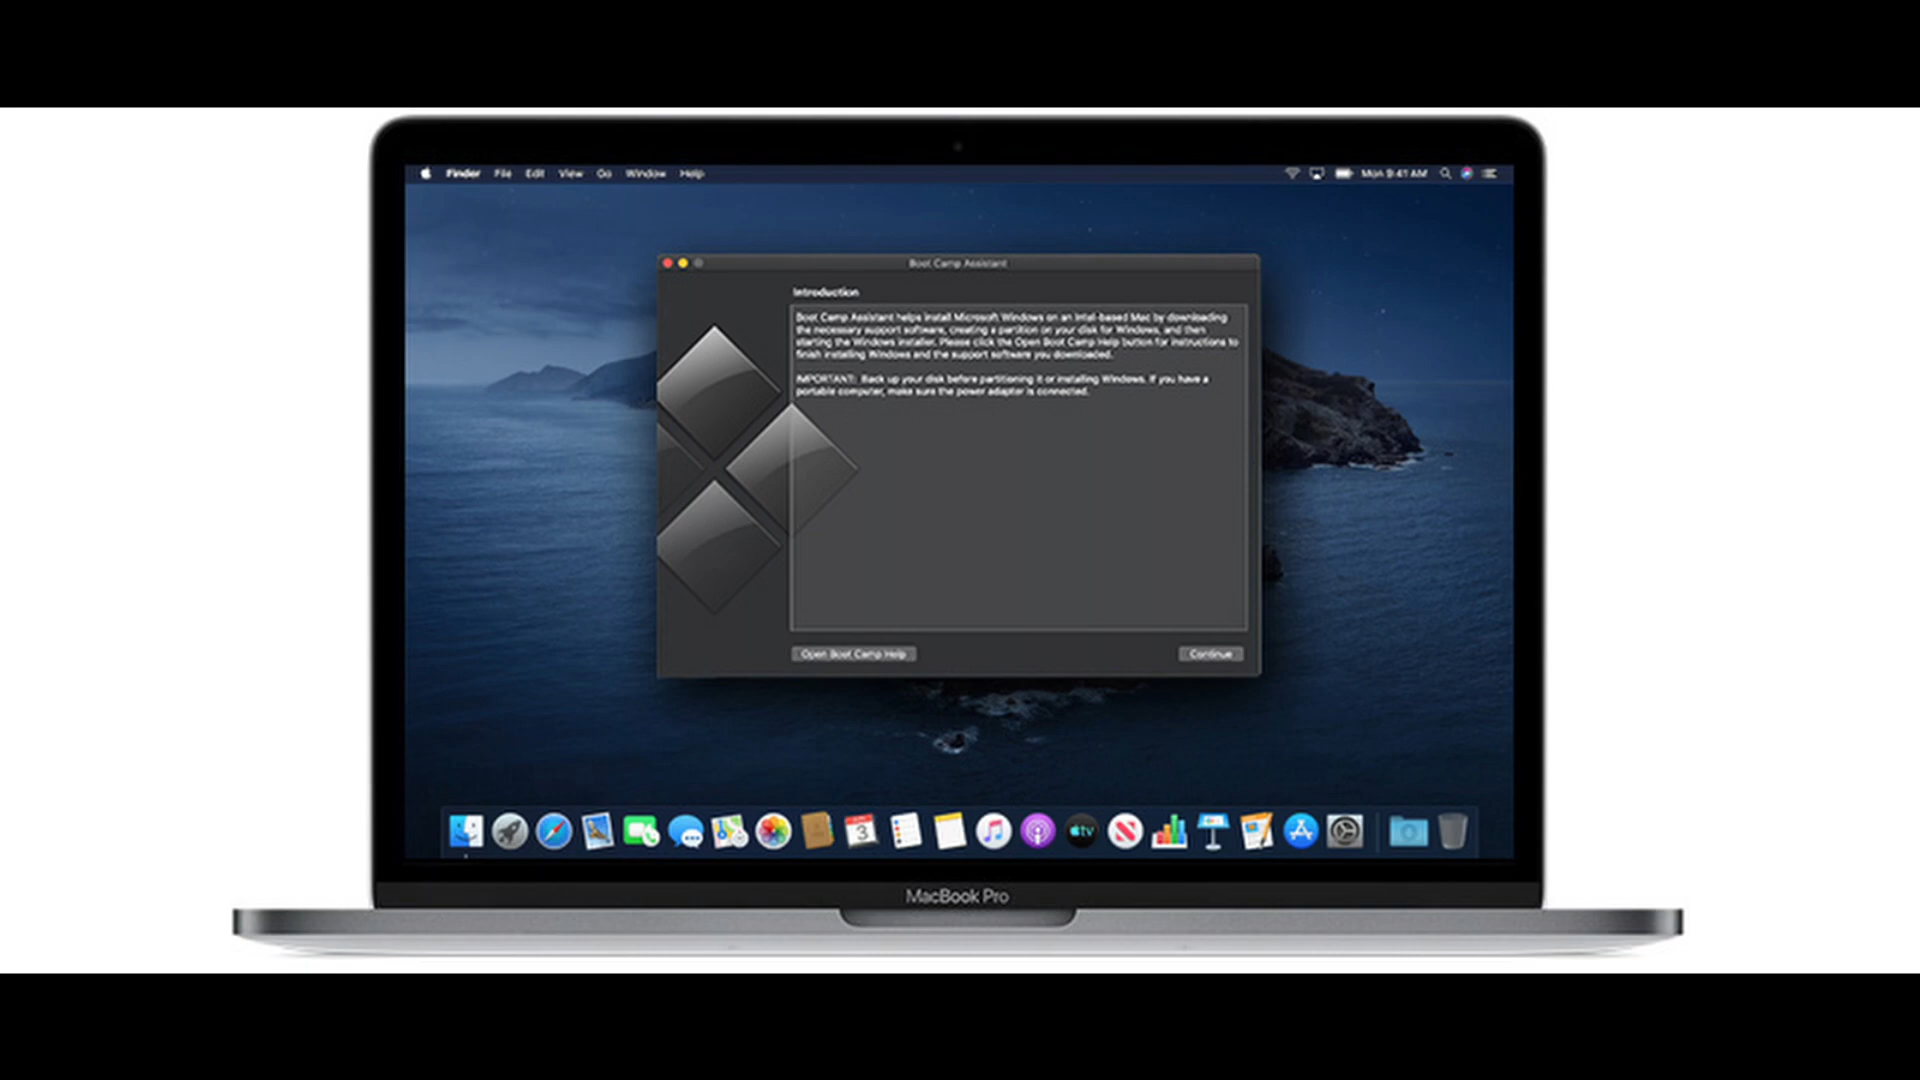 Finder File Edit View Go Window Help
Mon 9:41 AM
Boot Camp Assistant
Introduction
Boot Camp Assistant helps install Microsoft Windows on an Intel-based Mac by downloading
the necessary support software, creating a partition on your disk for Windows, and then
starting the Windows installer. Please click the Open Boot Camp Help button for instructions to
finish installing Windows and the support software you downloaded.
IMPORTANT: Back up your disk before partitioning it or installing Windows. If you have a
portable computer, make sure the power adapter is connected.
Open Boot Camp Help
Continue
3
tv
MacBook Pro